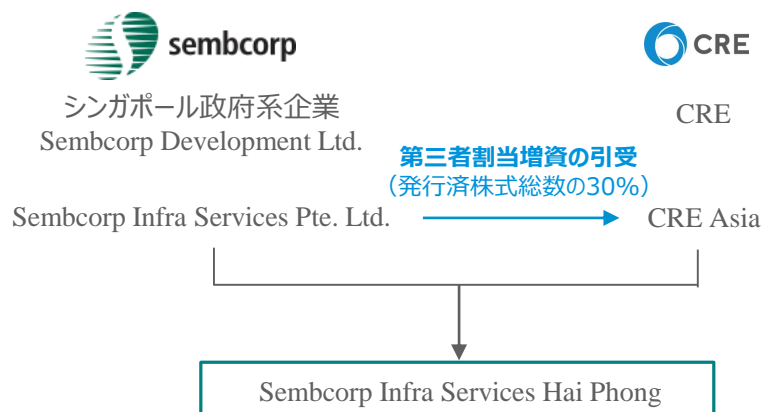 sembcorp
CRE
シンガポール政府系企業
Sembcorp Development Ltd.
CRE
第三者割当増資の引受
（発行済株式総数の30%）
Sembcorp Infra Services Pte. Ltd.
CRE Asia
Sembcorp Infra Services Hai Phong